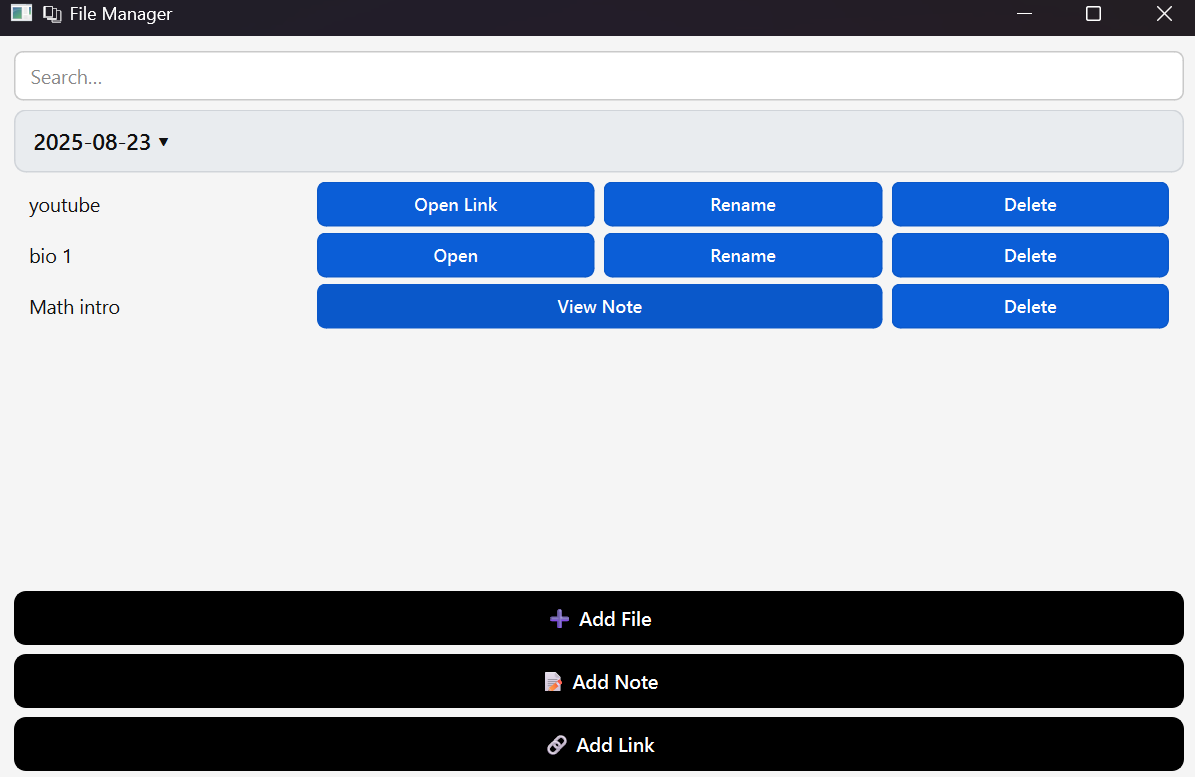 File Manager
Search...
2025-08-23 ▼
youtube Open Link Rename Delete
bio 1 Open Rename Delete
Math intro View Note Delete
Add File
Add Note
Add Link